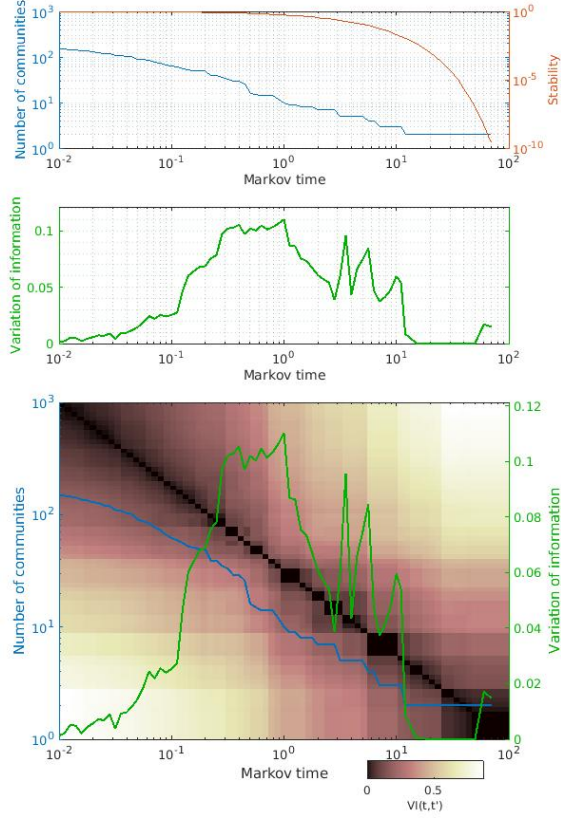 10^3
10^2
10^1
10^0
Number of communities
10^0
10^-5
10^-10
Stability
10^-2 10^-1 10^0 10^1 10^2
Markov time
0.1
0.05
0
Variation of information
10^-2 10^-1 10^0 10^1 10^2
Markov time
10^3
10^2
10^1
10^0
Number of communities
0.12
0.1
0.08
0.06
0.04
0.02
0
Variation of information
10^-2 10^-1 10^0 10^1 10^2
Markov time
0 0.5
VI(t,t')